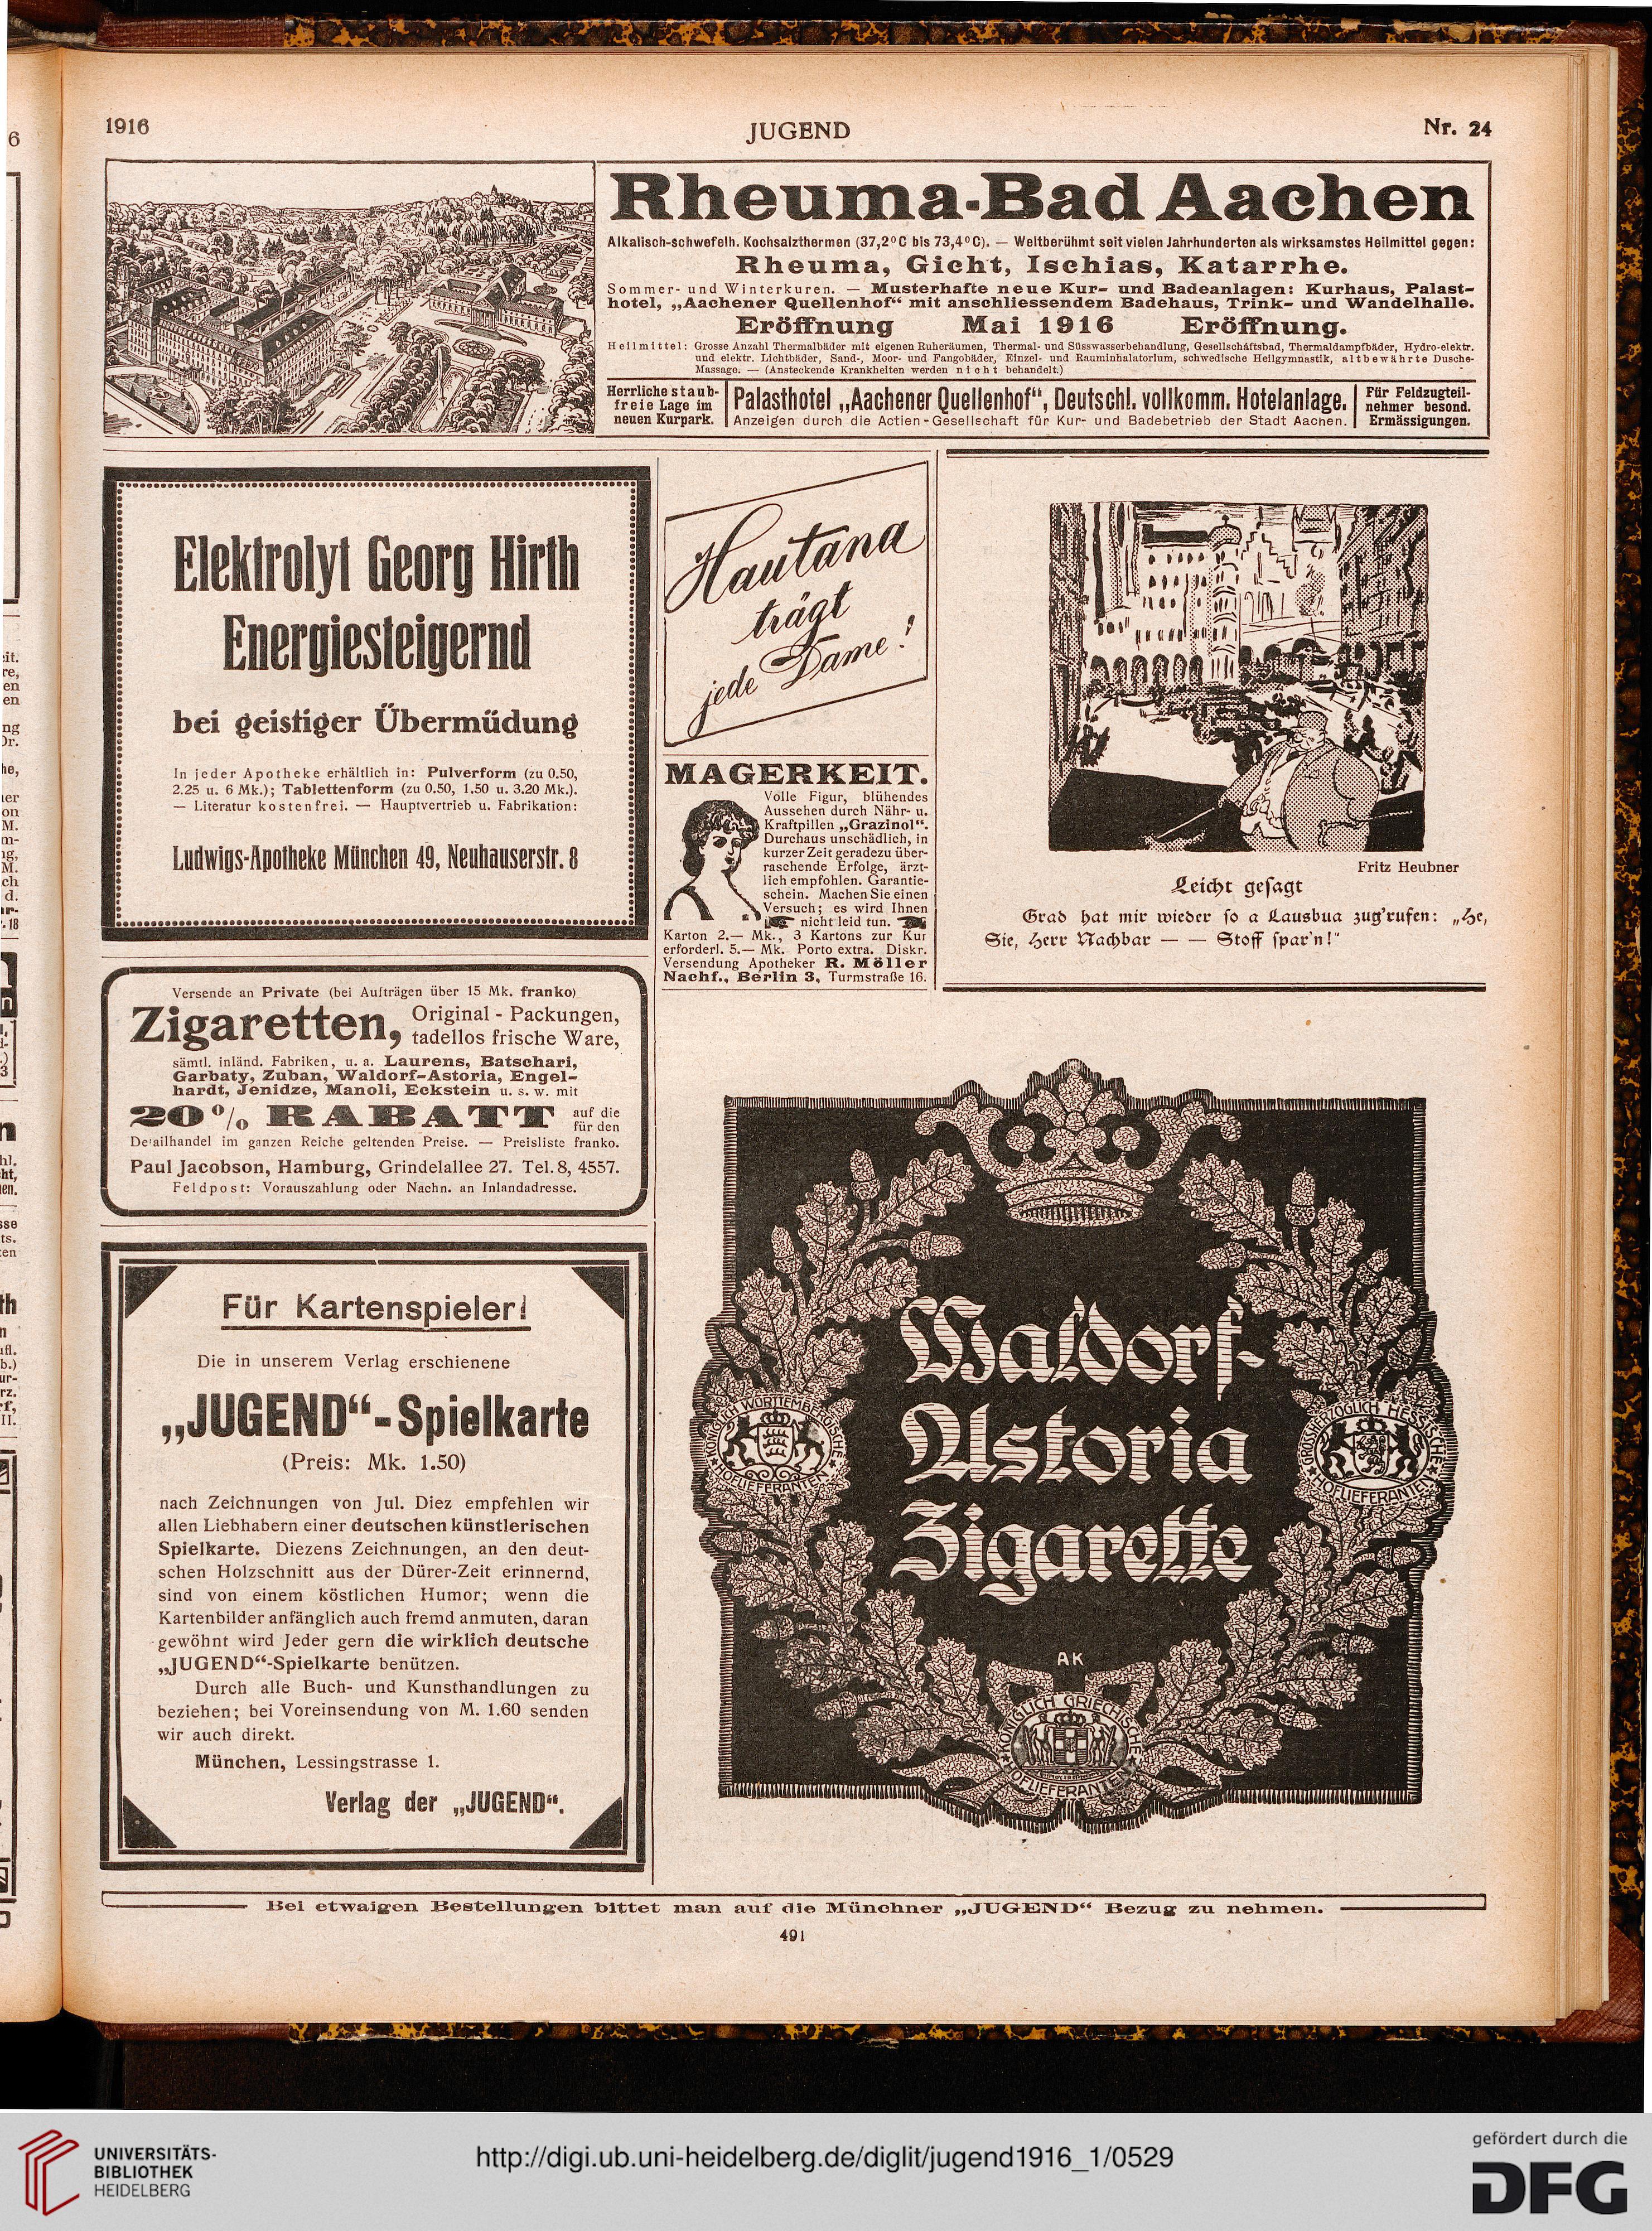 1916
JUGEND
Nr. 24
Rheuma-Bad Aachen
Alkalisch-schwefelh. Kochsalzthermen (37,2°C bis 73,4°C). — Weltberühmt seit vielen Jahrhunderten als wirksamstes Heilmittel gegen:
Rheuma, Gicht, Ischias, Katarrhe.
Sommer- und Winterkuren. — Musterhafte neue Kur- und Badeanlagen: Kurhaus, Palast-
hotel, „Aachener Quellenhof“ mit anschliessendem Badehaus, Trink- und Wandelhalle.
Eröffnung Mai 1916 Eröffnung.
Heilmittel: Grosse Anzahl Thermalbäder mit eigenen Ruheräumen, Thermal- und Süsswasserbehandlung, Gesellschaftsbad, Thermaldampfbäder, Hydro-elektr.
und elektr. Lichtbäder, Sand-, Moor- und Fangobäder, Einzel- und Rauminhalatorium, schwedische Heilgymnastik, altbewährte Dusche-
Massage. — (Ansteckende Krankheiten werden nicht behandelt.)
Herrliche staub-
freie Lage im
neuen Kurpark.
Palasthotel „Aachener Quellenhof“, Deutschl. vollkomm. Hotelanlage.
Anzeigen durch die Actien-Gesellschaft für Kur- und Badebetrieb der Stadt Aachen.
Für Feldzugteil-
nehmer besond.
Ermässigungen.
Elektrolyt Georg Hirth
Energiesteigernd
bei geistiger Übermüdung
In jeder Apotheke erhältlich in: Pulverform (zu 0.50,
2.25 u. 6 Mk.); Tablettenform (zu 0.50, 1.50 u. 3.20 Mk.).
— Literatur kostenfrei. — Hauptvertrieb u. Fabrikation:
Ludwigs-Apotheke München 49, Neuhauserstr. 8
Versende an Private (bei Aufträgen über 15 Mk. franko)
Zigaretten, Original - Packungen,
tadellos frische Ware,
sämtl. inländ. Fabriken, u. a. Laurens, Batschari,
Garbaty, Zuban, Waldorf-Astoria, Engel-
hardt, Jenidze, Manoli, Eckstein u. s. w. mit
20% RABATT auf die
für den
Detailhandel im ganzen Reiche geltenden Preise. — Preisliste franko.
Paul Jacobson, Hamburg, Grindelallee 27. Tel. 8, 4557.
Feldpost: Vorauszahlung oder Nachn. an Inlandadresse.
Für Kartenspieler!
Die in unserem Verlag erschienene
„JUGEND“-Spielkarte
(Preis: Mk. 1.50)
nach Zeichnungen von Jul. Diez empfehlen wir
allen Liebhabern einer deutschen künstlerischen
Spielkarte. Diezens Zeichnungen, an den deut-
schen Holzschnitt aus der Dürer-Zeit erinnernd,
sind von einem köstlichen Humor; wenn die
Kartenbilder anfänglich auch fremd anmuten, daran
gewöhnt wird Jeder gern die wirklich deutsche
„JUGEND“-Spielkarte benützen.
Durch alle Buch- und Kunsthandlungen zu
beziehen; bei Voreinsendung von M. 1.60 senden
wir auch direkt.
München, Lessingstrasse 1.
Verlag der „JUGEND“.
Hautana
trägt
jede Dame!
MAGERKEIT.
Volle Figur, blühendes
Aussehen durch Nähr- u.
Kraftpillen „Grazinol“.
Durchaus unschädlich, in
kurzer Zeit geradezu über-
raschende Erfolge, ärzt-
lich empfohlen. Garantie-
schein. Machen Sie einen
Versuch; es wird Ihnen
nicht leid tun.
Karton 2.— Mk., 3 Kartons zur Kur
erforderl. 5.— Mk. Porto extra. Diskr.
Versendung Apotheker R. Möller
Nachf., Berlin 3, Turmstraße 16.
Fritz Heubner
Leicht gesagt
Grad hat mir wieder so a Lausbua zug'rufen: „He,
Sie, Herr Nachbar — — Stoff spar'n!“
Waldorf-
Astoria
Zigarette
KÖNIGLICH WÜRTTEMBERGISCHE
HOFLIEFERANTEN
GROSSHERZOGLICH HESSISCHE
HOFLIEFERANTEN
AK
KÖNIGLICH GRIECHISCHE
HOFLIEFERANTEN
Bei etwaigen Bestellungen bittet man auf die Münchner „JUGEND“ Bezug zu nehmen.
491
UNIVERSITÄTS-
BIBLIOTHEK
HEIDELBERG
http://digi.ub.uni-heidelberg.de/diglit/jugend1916_1/0529
gefördert durch die
DFG